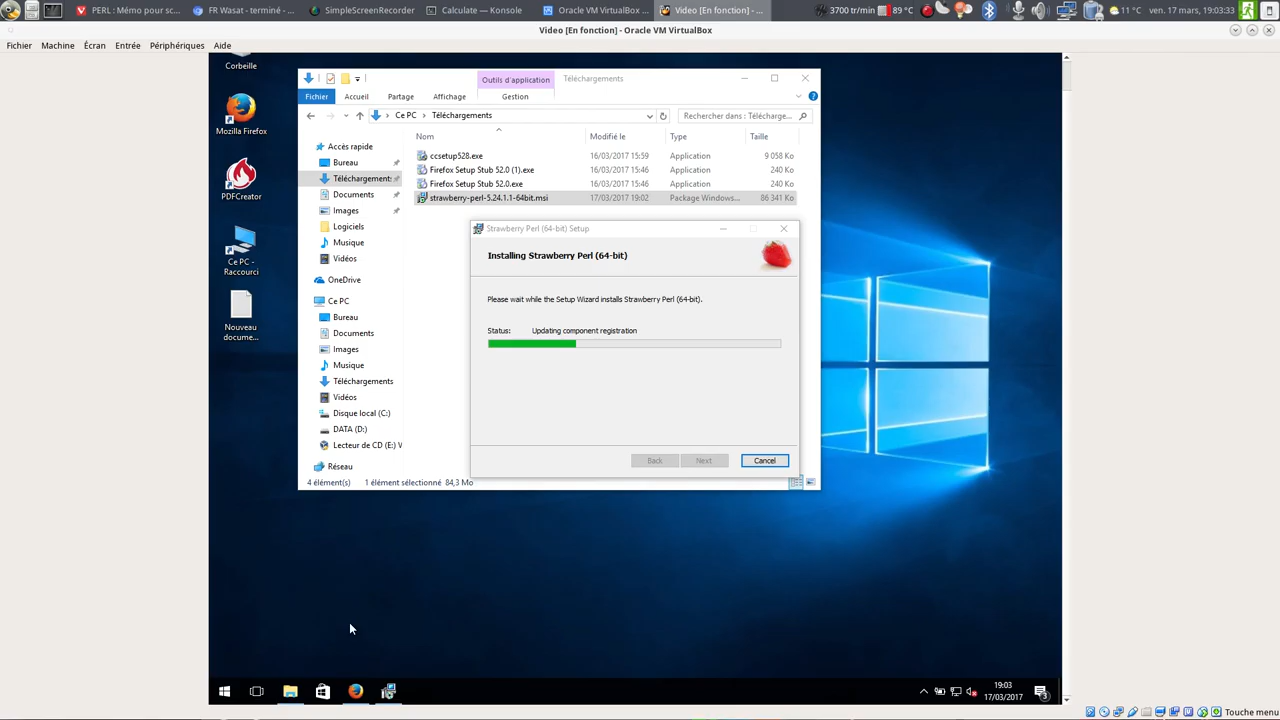 PERL : Mémo pour sc...
FR Wasat - terminé - ...
SimpleScreenRecorder
Calculate — Konsole
Oracle VM VirtualBox ...
Video [En fonction] - ...
3700 tr/min
89 °C
11 °C
ven. 17 mars, 19:03:33
Video [En fonction] - Oracle VM VirtualBox
Fichier Machine Écran Entrée Périphériques Aide
Corbeille
Mozilla Firefox
PDFCreator
Ce PC -
Raccourci
Nouveau
docume...
Outils d'application
Téléchargements
Fichier Accueil Partage Affichage Gestion
Ce PC > Téléchargements
Rechercher dans : Télécharge...
Nom Modifié le Type Taille
ccsetup528.exe 16/03/2017 15:59 Application 9 058 Ko
Firefox Setup Stub 52.0 (1).exe 16/03/2017 15:46 Application 240 Ko
Firefox Setup Stub 52.0.exe 16/03/2017 15:46 Application 240 Ko
strawberry-perl-5.24.1.1-64bit.msi 17/03/2017 19:02 Package Windows... 86 341 Ko
Accès rapide
Bureau
Téléchargements
Documents
Images
Logiciels
Musique
Vidéos
OneDrive
Ce PC
Bureau
Documents
Images
Musique
Téléchargements
Vidéos
Disque local (C:)
DATA (D:)
Lecteur de CD (E:) V
Réseau
4 élément(s) 1 élément sélectionné 84,3 Mo
Strawberry Perl (64-bit) Setup
Installing Strawberry Perl (64-bit)
Please wait while the Setup Wizard installs Strawberry Perl (64-bit).
Status: Updating component registration
Back Next Cancel
19:03
17/03/2017
3
Touche menu